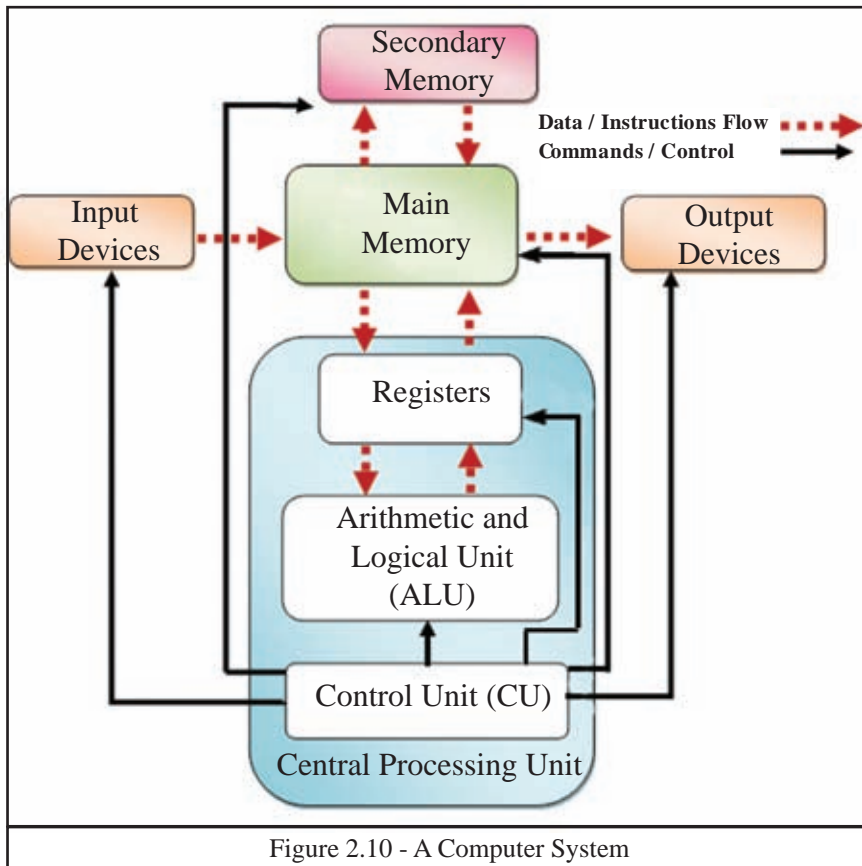 Secondary
Memory
Data / Instructions Flow
Commands / Control
Input
Devices
Main
Memory
Output
Devices
Registers
Arithmetic and
Logical Unit
(ALU)
Control Unit (CU)
Central Processing Unit
Figure 2.10 - A Computer System